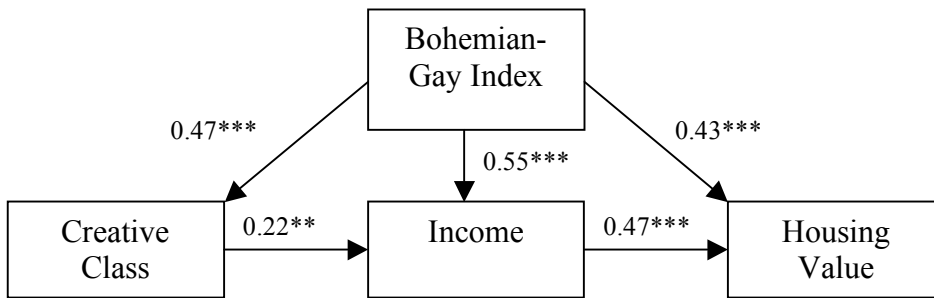 Bohemian-
Gay Index
0.47***
0.43***
0.55***
Creative
Class
0.22**
Income
0.47***
Housing
Value